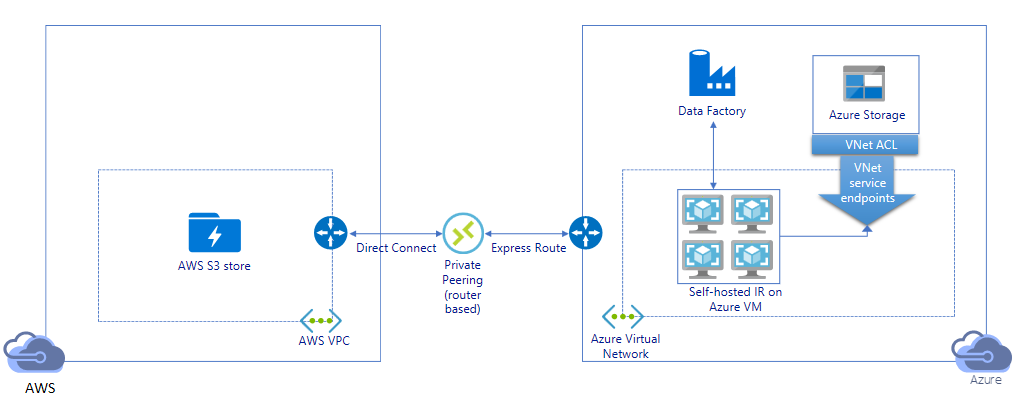 Data Factory
Azure Storage
VNet ACL
VNet
service
endpoints
AWS S3 store
Direct Connect
Express Route
Private
Peering
(router
based)
Self-hosted IR on
Azure VM
AWS VPC
Azure Virtual
Network
AWS
Azure